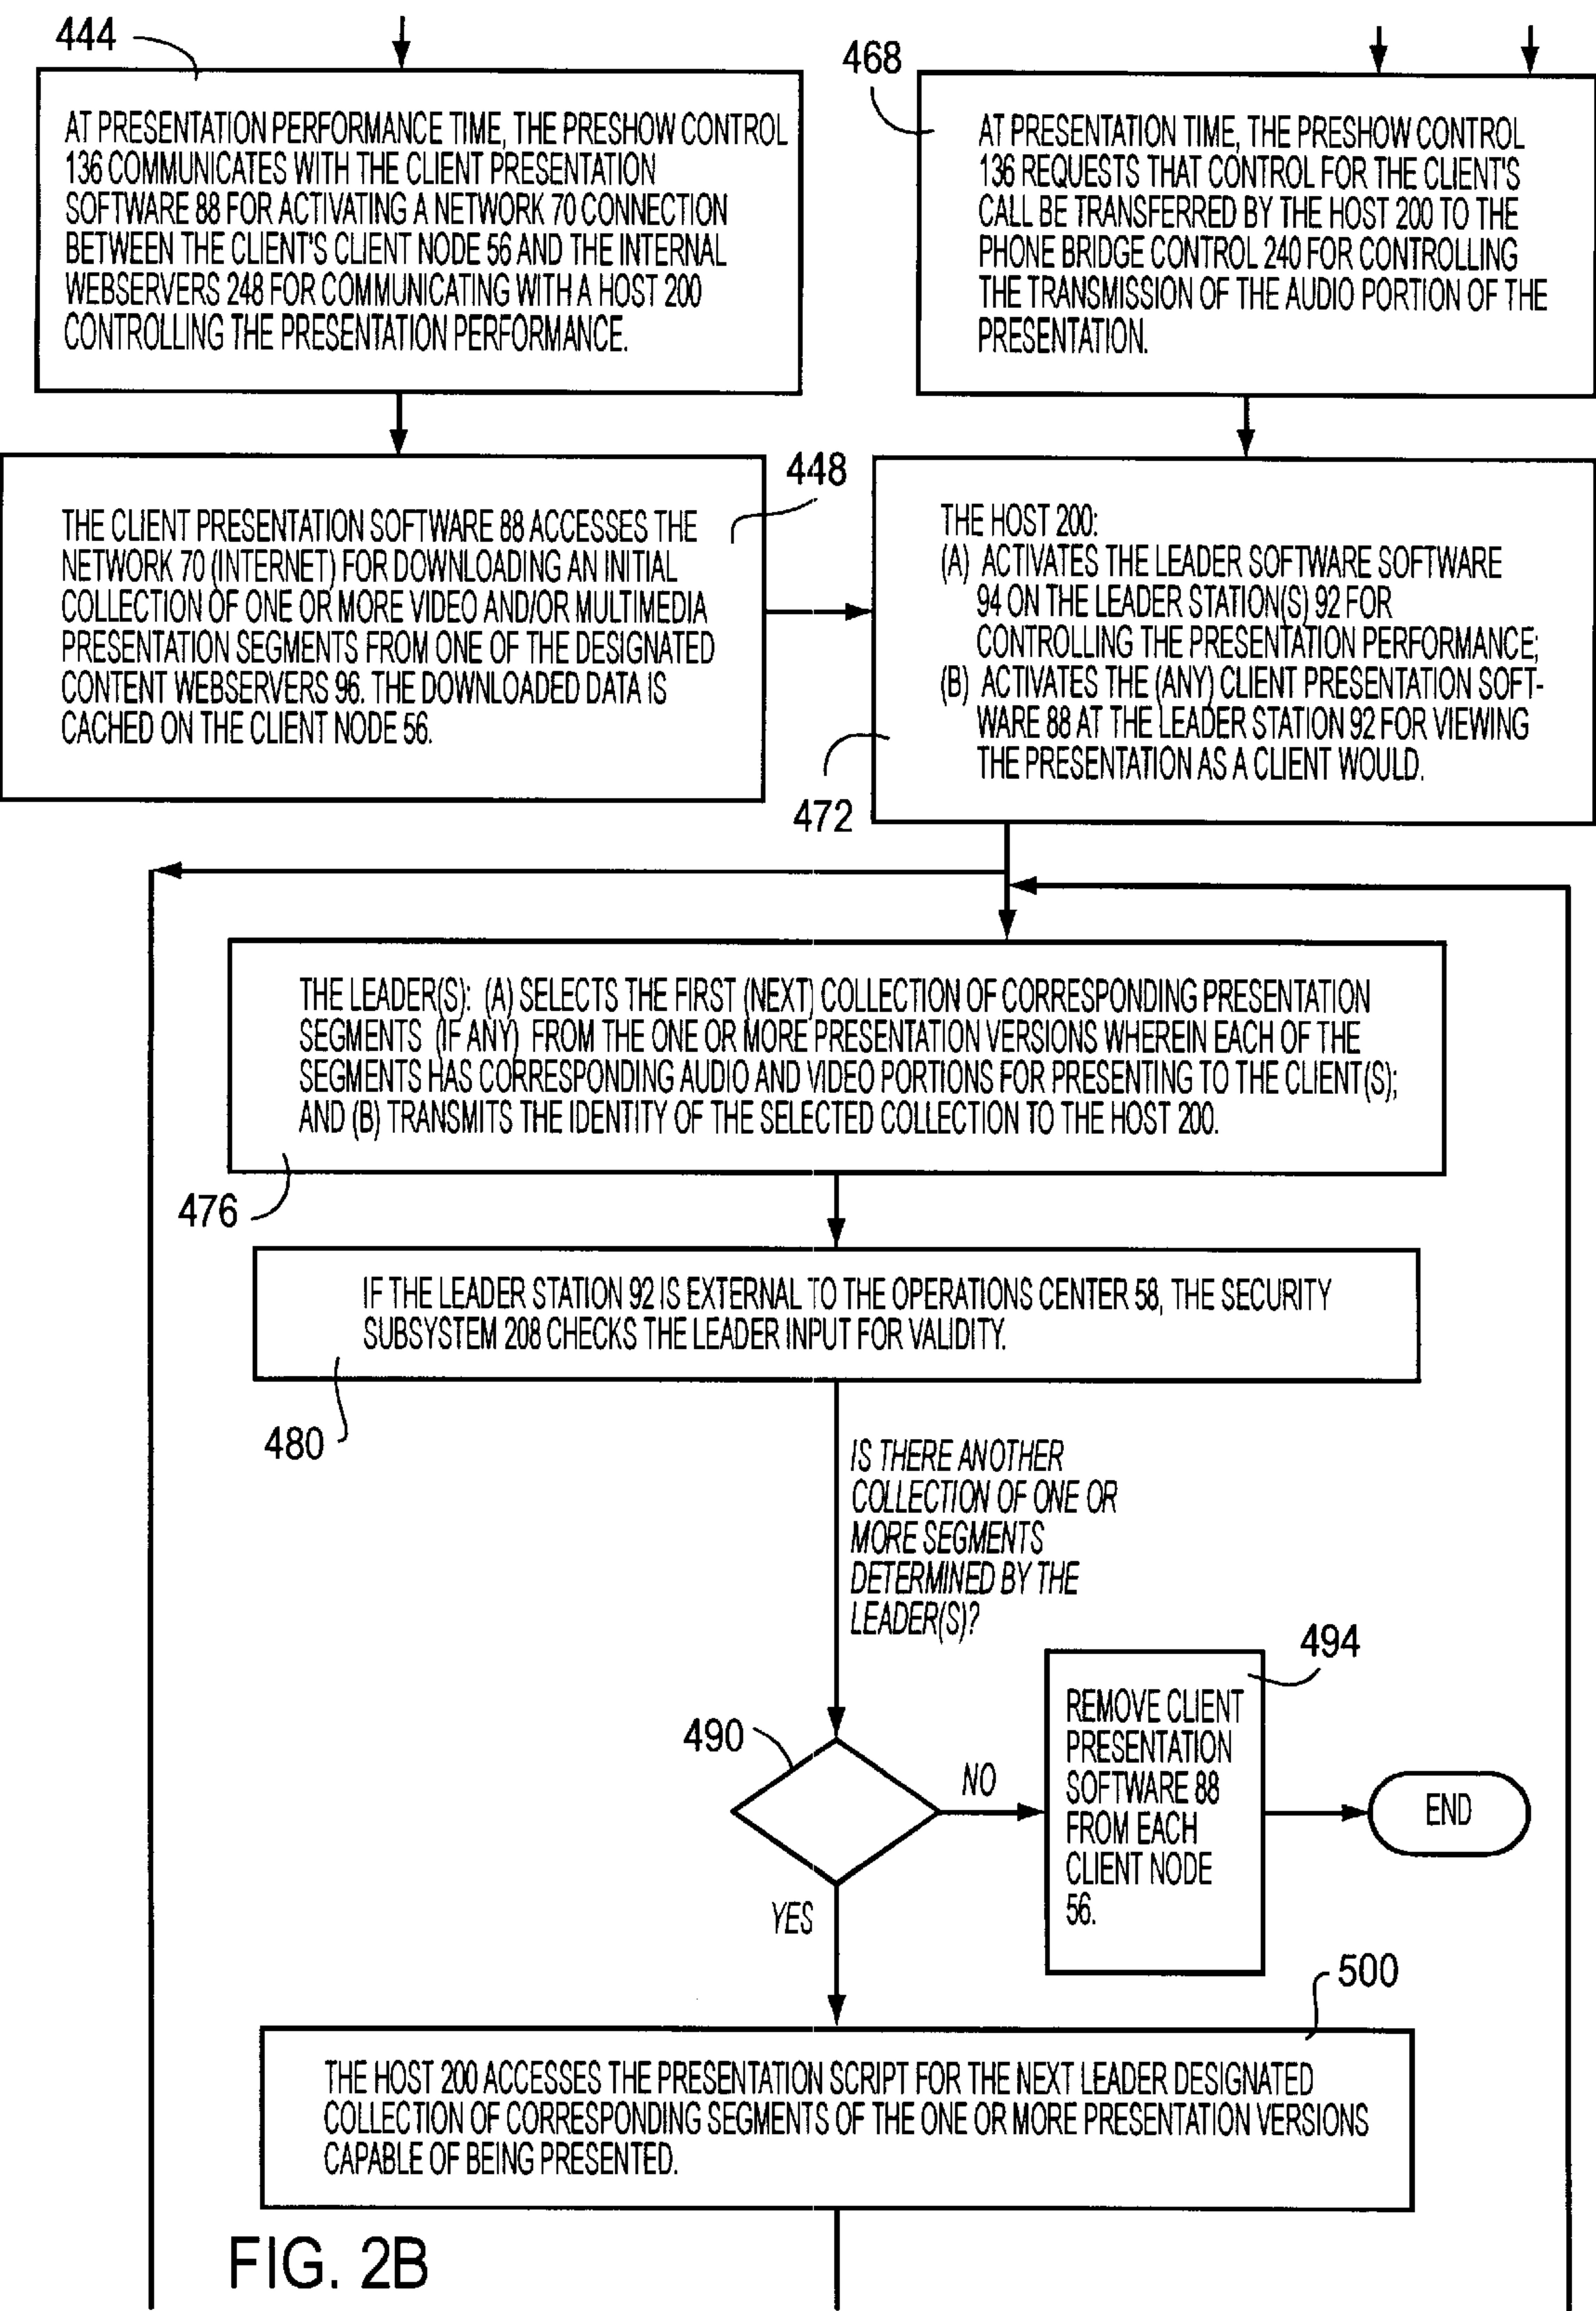 444
AT PRESENTATION PERFORMANCE TIME, THE PRESHOW CONTROL
136 COMMUNICATES WITH THE CLIENT PRESENTATION
SOFTWARE 88 FOR ACTIVATING A NETWORK 70 CONNECTION
BETWEEN THE CLIENT'S CLIENT NODE 56 AND THE INTERNAL
WEBSERVERS 248 FOR COMMUNICATING WITH A HOST 200
CONTROLLING THE PRESENTATION PERFORMANCE.
468
AT PRESENTATION TIME, THE PRESHOW CONTROL
136 REQUESTS THAT CONTROL FOR THE CLIENT'S
CALL BE TRANSFERRED BY THE HOST 200 TO THE
PHONE BRIDGE CONTROL 240 FOR CONTROLLING
THE TRANSMISSION OF THE AUDIO PORTION OF THE
PRESENTATION.
448
THE CLIENT PRESENTATION SOFTWARE 88 ACCESSES THE
NETWORK 70 (INTERNET) FOR DOWNLOADING AN INITIAL
COLLECTION OF ONE OR MORE VIDEO AND/OR MULTIMEDIA
PRESENTATION SEGMENTS FROM ONE OF THE DESIGNATED
CONTENT WEBSERVERS 96. THE DOWNLOADED DATA IS
CACHED ON THE CLIENT NODE 56.
THE HOST 200:
(A) ACTIVATES THE LEADER SOFTWARE SOFTWARE
94 ON THE LEADER STATION(S) 92 FOR
CONTROLLING THE PRESENTATION PERFORMANCE;
(B) ACTIVATES THE (ANY) CLIENT PRESENTATION SOFT-
WARE 88 AT THE LEADER STATION 92 FOR VIEWING
THE PRESENTATION AS A CLIENT WOULD.
472
THE LEADER(S): (A) SELECTS THE FIRST (NEXT) COLLECTION OF CORRESPONDING PRESENTATION
SEGMENTS (IF ANY) FROM THE ONE OR MORE PRESENTATION VERSIONS WHEREIN EACH OF THE
SEGMENTS HAS CORRESPONDING AUDIO AND VIDEO PORTIONS FOR PRESENTING TO THE CLIENT(S);
AND (B) TRANSMITS THE IDENTITY OF THE SELECTED COLLECTION TO THE HOST 200.
476
IF THE LEADER STATION 92 IS EXTERNAL TO THE OPERATIONS CENTER 58, THE SECURITY
SUBSYSTEM 208 CHECKS THE LEADER INPUT FOR VALIDITY.
480
IS THERE ANOTHER
COLLECTION OF ONE OR
MORE SEGMENTS
DETERMINED BY THE
LEADER(S)?
490
NO
494
REMOVE CLIENT
PRESENTATION
SOFTWARE 88
FROM EACH
CLIENT NODE
56.
END
YES
500
THE HOST 200 ACCESSES THE PRESENTATION SCRIPT FOR THE NEXT LEADER DESIGNATED
COLLECTION OF CORRESPONDING SEGMENTS OF THE ONE OR MORE PRESENTATION VERSIONS
CAPABLE OF BEING PRESENTED.
FIG. 2B